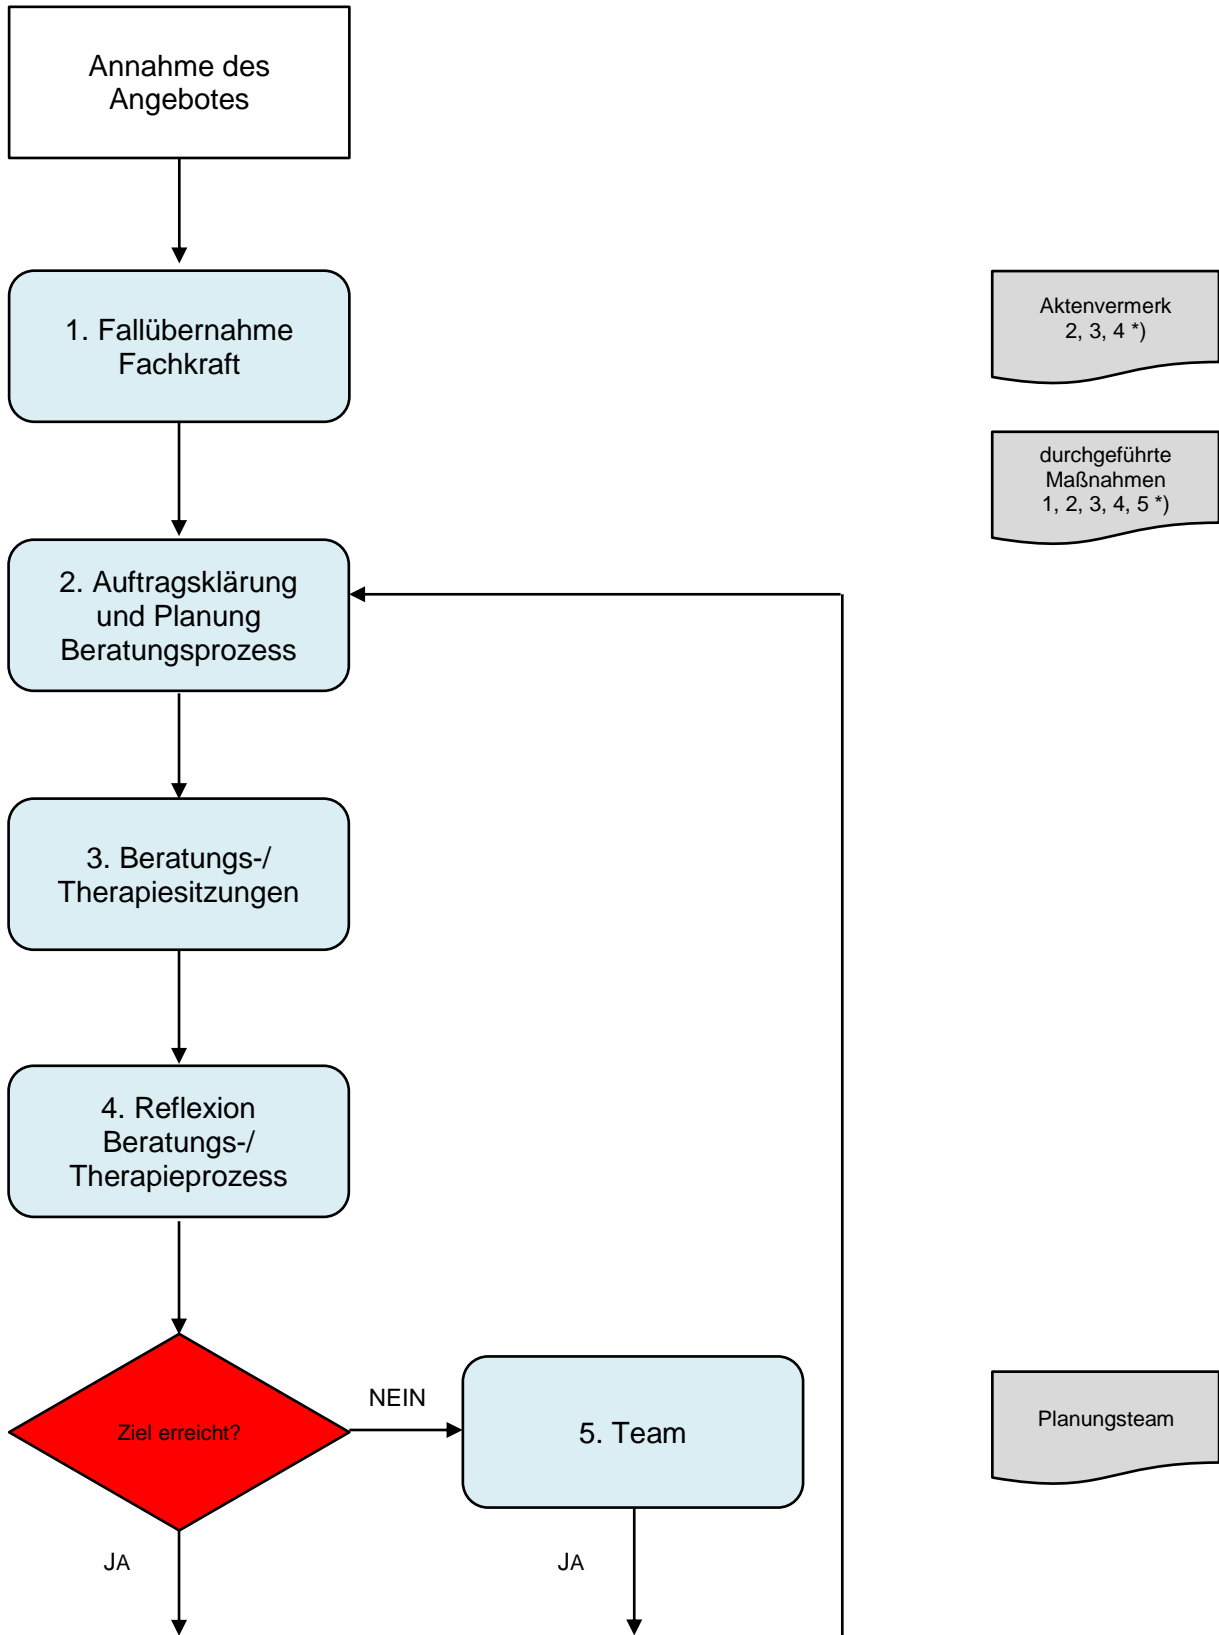 Annahme des
Angebotes
1. Fallübernahme
Fachkraft
Aktenvermerk
2, 3, 4 *)
durchgeführte
Maßnahmen
1, 2, 3, 4, 5 *)
2. Auftragsklärung
und Planung
Beratungsprozess
3. Beratungs-/
Therapiesitzungen
4. Reflexion
Beratungs-/
Therapieprozess
Ziel erreicht?
NEIN
5. Team
Planungsteam
JA
JA